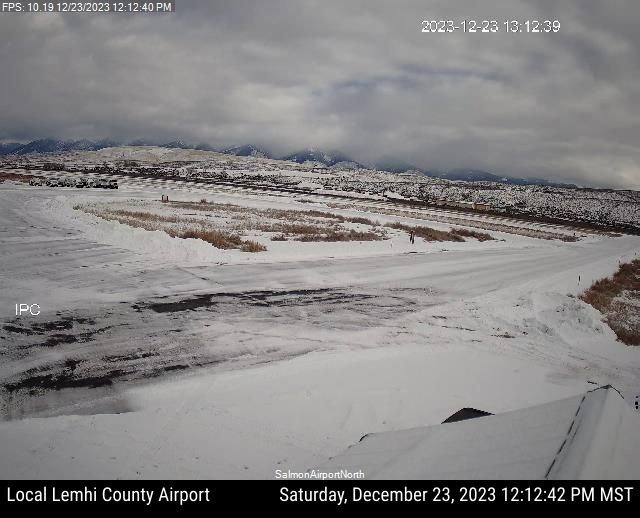 FPS: 10.19 12/23/2023 12:12:40 PM
2023-12-23 13:12:39
IPC
SalmonAirportNorth
Local Lemhi County Airport Saturday, December 23, 2023 12:12:42 PM MST